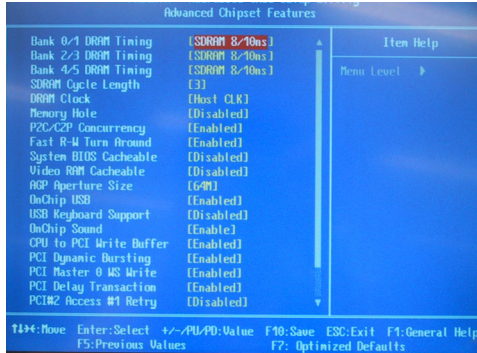 Advanced Chipset Features
Bank 0/1 DRAM Timing [SDRAM 8/10ns]
Bank 2/3 DRAM Timing [SDRAM 8/10ns]
Bank 4/5 DRAM Timing [SDRAM 8/10ns]
SDRAM Cycle Length [3]
DRAM Clock [Host CLK]
Memory Hole [Disabled]
P2C/C2P Concurrency [Enabled]
Fast R-W Turn Around [Enabled]
System BIOS Cacheable [Disabled]
Video RAM Cacheable [Disabled]
AGP Aperture Size [64M]
OnChip USB [Enabled]
USB Keyboard Support [Disabled]
OnChip Sound [Enable]
CPU to PCI Write Buffer [Enabled]
PCI Dynamic Bursting [Enabled]
PCI Master 0 WS Write [Enabled]
PCI Delay Transaction [Enabled]
PCI#2 Access #1 Retry [Disabled]
Item Help
Menu Level ▶
↑↓→←:Move Enter:Select +/-/PU/PD:Value F10:Save ESC:Exit F1:General Help
F5:Previous Values F7: Optimized Defaults